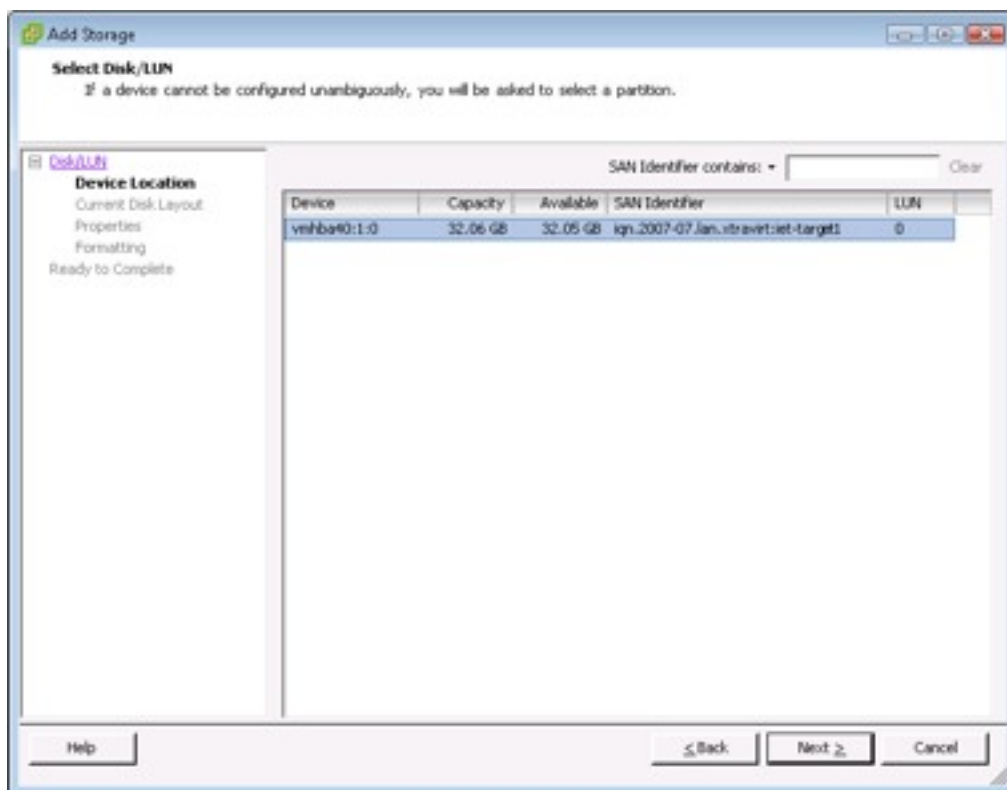 Add Storage
Select Disk/LUN
If a device cannot be configured unambiguously, you will be asked to select a partition.
Disk/LUN
Device Location
Current Disk Layout
Properties
Formatting
Ready to Complete
SAN Identifier contains:
Clear
Device Capacity Available SAN Identifier LUN
vmhba40:1:0 32.06 GB 32.05 GB iqn.2007-07.lan.xtravirt:iet-target1 0
Help
< Back
Next >
Cancel